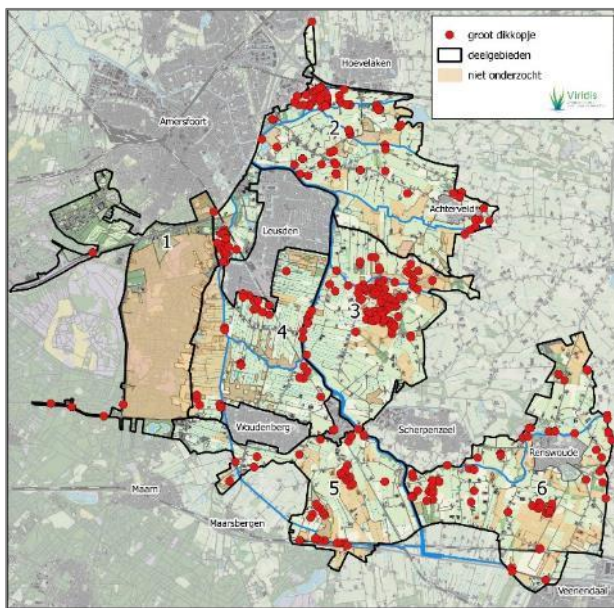 groot dikkopje
deelgebieden
niet onderzocht
Viridis
Hoevelaken
Amersfoort
2
Achterveld
1
Leusden
3
4
Woudenberg
Scherpenzeel
Renswoude
Maarn
5
6
Maarsbergen
Veenendaal